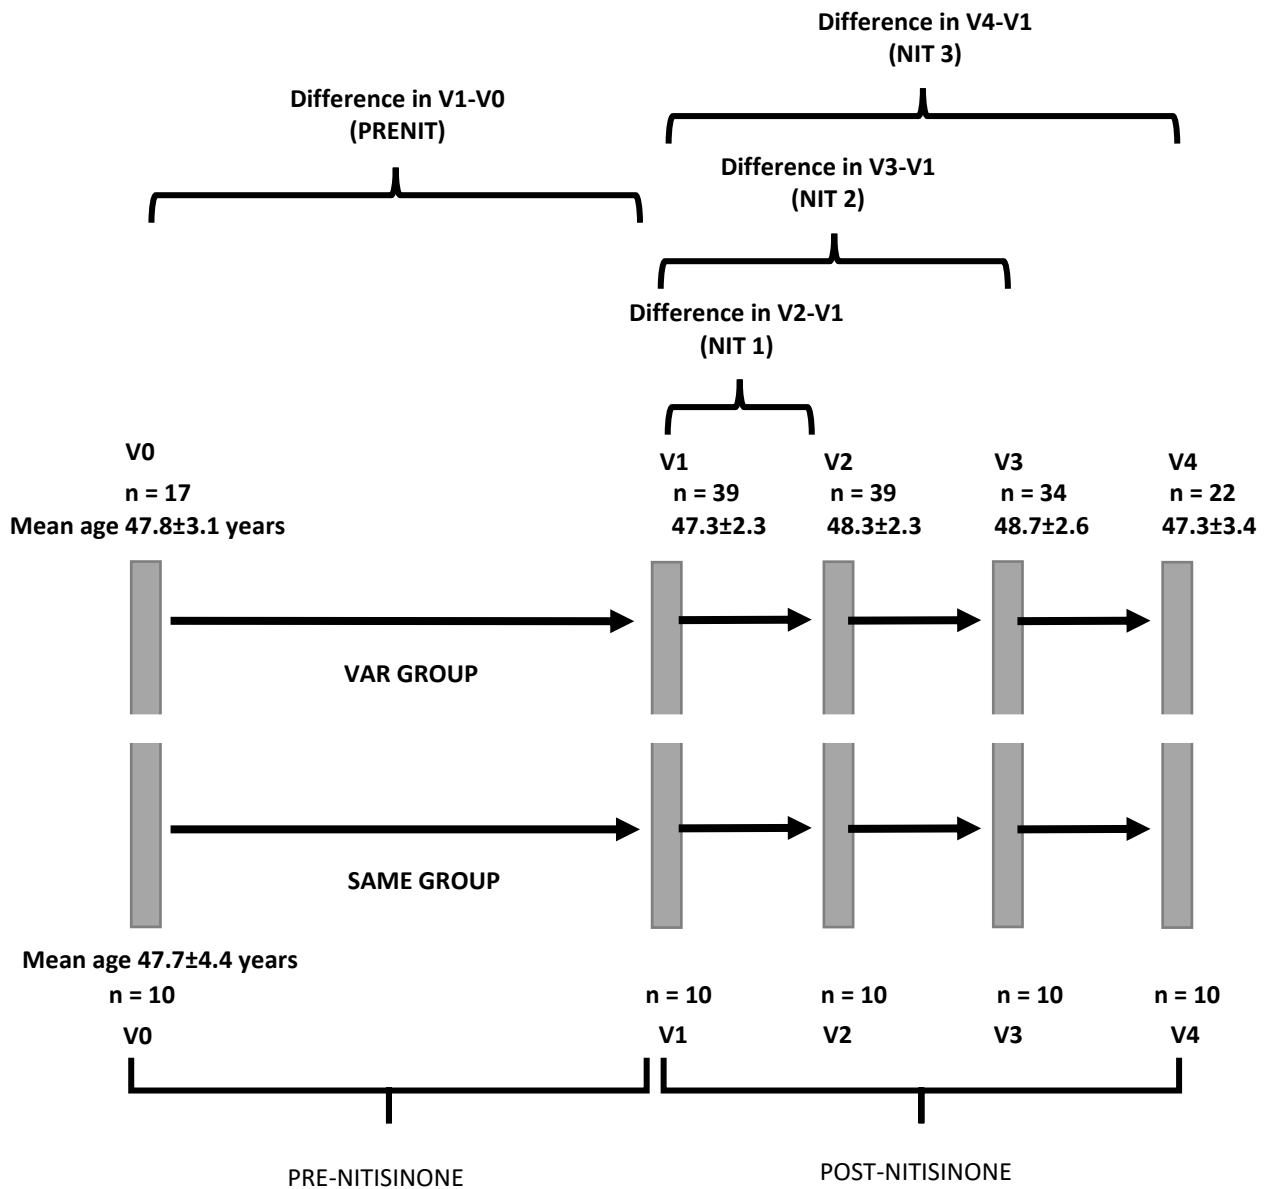 Difference in V4-V1
(NIT 3)
Difference in V1-V0
(PRENIT)
Difference in V3-V1
(NIT 2)
Difference in V2-V1
(NIT 1)
V0
V1
V2
V3
V4
n = 17
n = 39
n = 39
n = 34
n = 22
Mean age 47.8±3.1 years
47.3±2.3
48.3±2.3
48.7±2.6
47.3±3.4
VAR GROUP
SAME GROUP
Mean age 47.7±4.4 years
n = 10
n = 10
n = 10
n = 10
n = 10
V0
V1
V2
V3
V4
PRE-NITISINONE
POST-NITISINONE